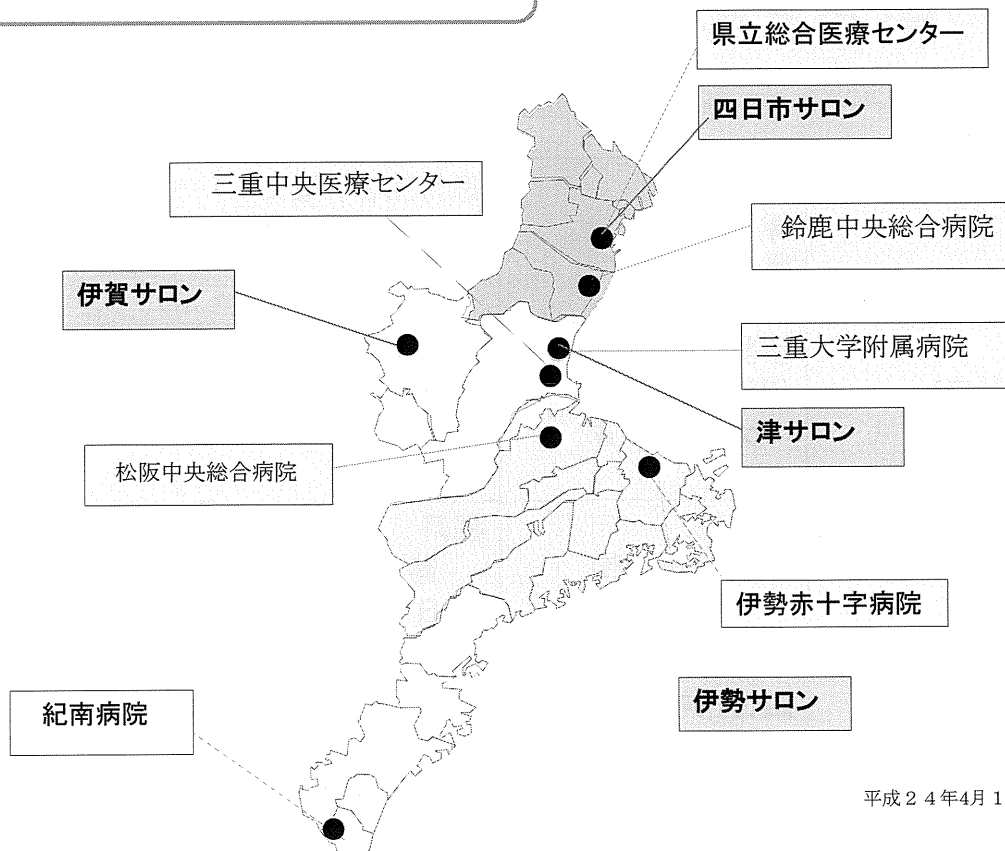 県立総合医療センター
四日市サロン
三重中央医療センター
鈴鹿中央総合病院
伊賀サロン
三重大学附属病院
津サロン
松阪中央総合病院
伊勢赤十字病院
伊勢サロン
紀南病院
平成24年4月1